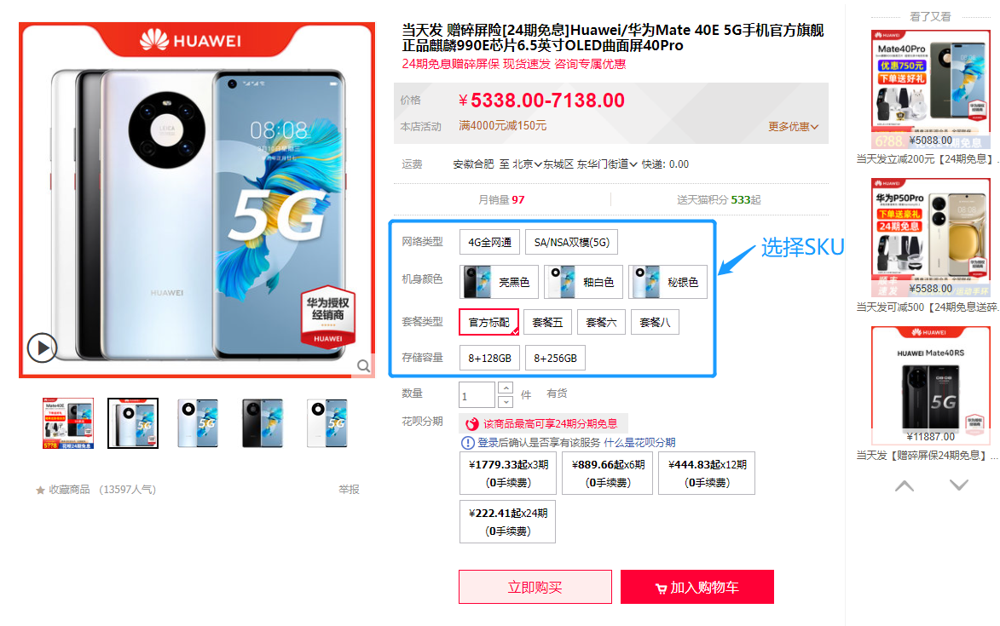 HUAWEI
LEICA
08:08
5G
HUAWEI
华为授权
经销商
HUAWEI
收藏商品 (13597人气)
举报
当天发 赠碎屏险[24期免息]Huawei/华为Mate 40E 5G手机官方旗舰
正品麒麟990E芯片6.5英寸OLED曲面屏40Pro
24期免息赠碎屏保 现货速发 咨询专属优惠
价格 ¥5338.00-7138.00
本店活动 满4000元减150元 更多优惠
运费 安徽合肥 至 北京 东城区 东华门街道 快递: 0.00
月销量 97 送天猫积分 533起
网络类型 4G全网通 SA/NSA双模(5G)
机身颜色 亮黑色 釉白色 秘银色
套餐类型 官方标配 套餐五 套餐六 套餐八
存储容量 8+128GB 8+256GB
选择SKU
数量 1 件 有货
花呗分期 该商品最高可享24期分期免息
登录后确认是否享有该服务 什么是花呗分期
¥1779.33起x3期 ¥889.66起x6期 ¥444.83起x12期
(0手续费) (0手续费) (0手续费)
¥222.41起x24期
(0手续费)
立即购买 加入购物车
看了又看
HUAWEI
Mate40Pro
优惠750元
下单送好礼
¥5088.00
当天发立减200元【24期免息】.
HUAWEI
华为P50Pro
下单送豪礼
24期免息
¥5588.00
当天发可减500【24期免息送碎
HUAWEI
HUAWEI Mate40RS
5G
¥11887.00
当天发【赠碎屏保24期免息】...